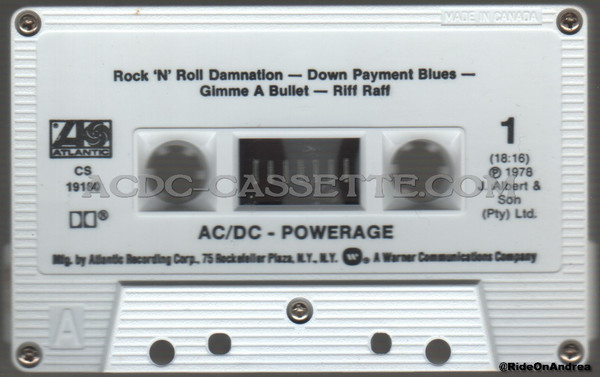 MADE IN CANADA
Rock 'N' Roll Damnation — Down Payment Blues —
Gimme A Bullet — Riff Raff
ATLANTIC
CS
19180
1
(18:16)
℗ 1978
J. Albert &
Son
(Pty) Ltd.
ACDC-CASSETTE.COM
AC/DC - POWERAGE
Mfg. by Atlantic Recording Corp., 75 Rockefeller Plaza, N.Y., N.Y. W ®. A Warner Communications Company
A
@RideOnAndrea